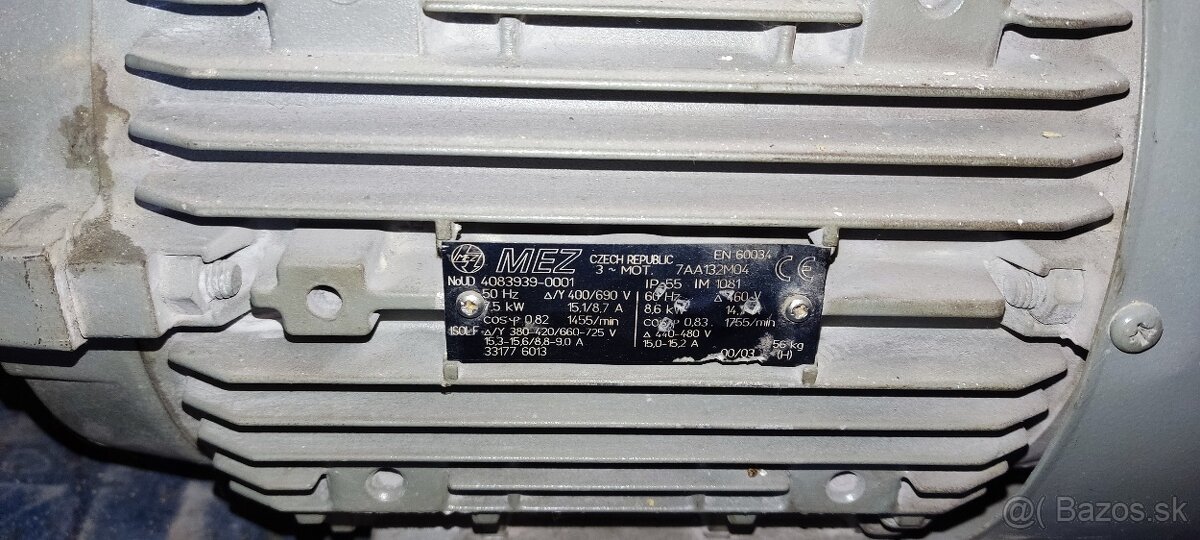 MEZ CZECH REPUBLIC EN 60034 CE
3 ~ MOT. 7AA132M04
NoUD 4083939-0001 IP 55 IM 1081
50 Hz Δ/Y 400/690 V 60 Hz Δ 460 V
7,5 kW 15,1/8,7 A 8,6 kW
cosφ 0,82 1455/min cosφ 0,83 1755/min
ISOL.F Δ/Y 380-420/660-725 V Δ 440-480 V
15,3-15,6/8,8-9,0 A 15,0-15,2 A 56 kg
33177 6013 00/03 (H)
@( Bazos.sk